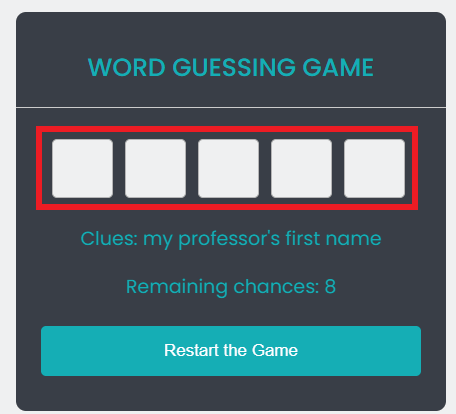 WORD GUESSING GAME
Clues: my professor's first name
Remaining chances: 8
Restart the Game